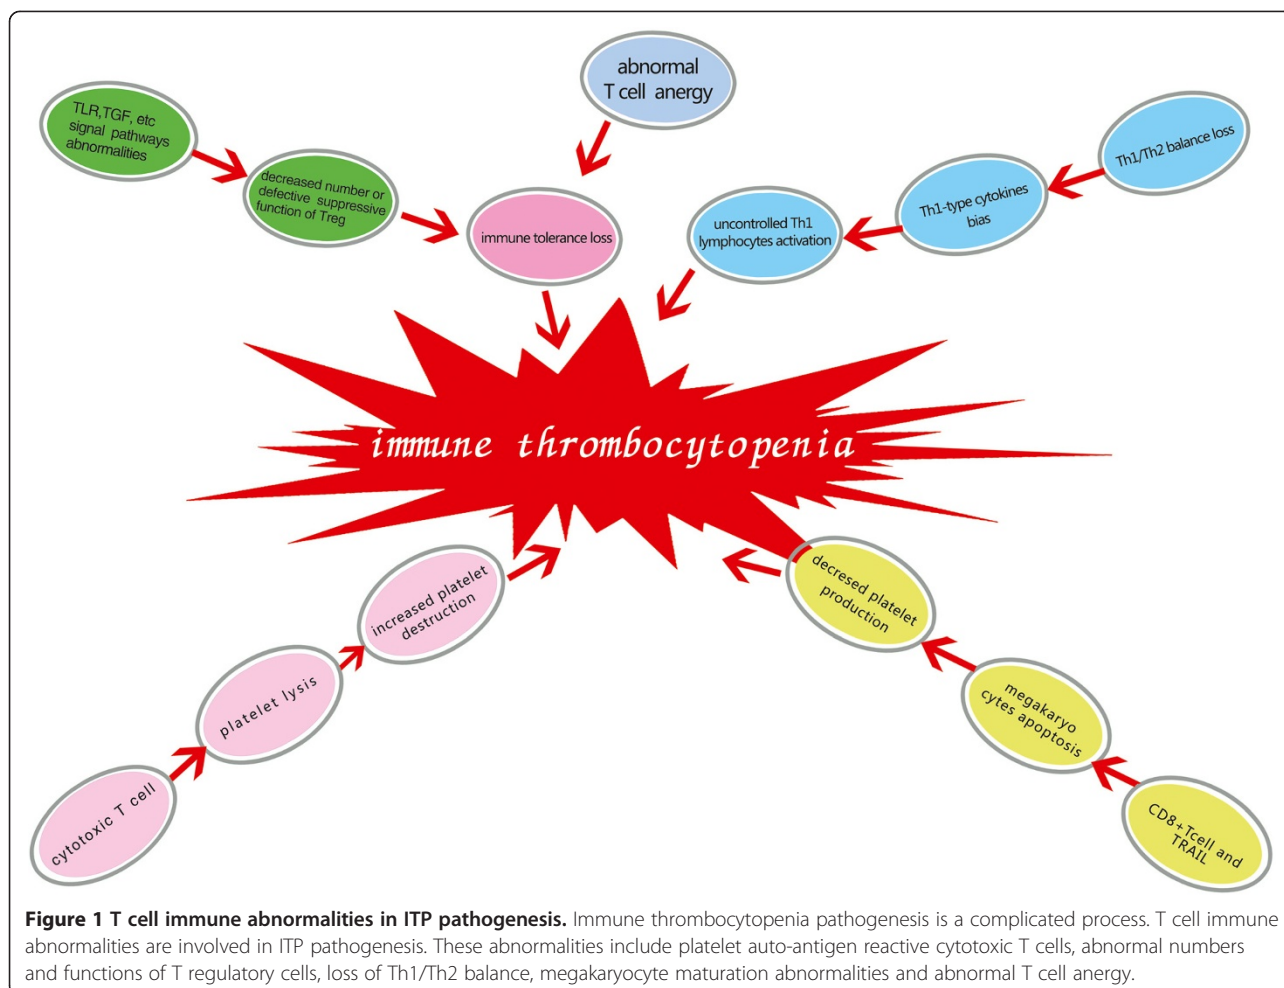 abnormal
T cell anergy
TLR,TGF, etc
signal pathways
abnormalities
decreased number or
defective suppressive
function of Treg
immune tolerance loss
uncontrolled Th1
lymphocytes activation
Th1-type cytokines
bias
Th1/Th2 balance loss
immune thrombocytopenia
increased platelet
destruction
platelet lysis
cytotoxic T cell
decresed platelet
production
megakaryo
cytes apoptosis
CD8+Tcell and
TRAIL
Figure 1 T cell immune abnormalities in ITP pathogenesis. Immune thrombocytopenia pathogenesis is a complicated process. T cell immune
abnormalities are involved in ITP pathogenesis. These abnormalities include platelet auto-antigen reactive cytotoxic T cells, abnormal numbers
and functions of T regulatory cells, loss of Th1/Th2 balance, megakaryocyte maturation abnormalities and abnormal T cell anergy.